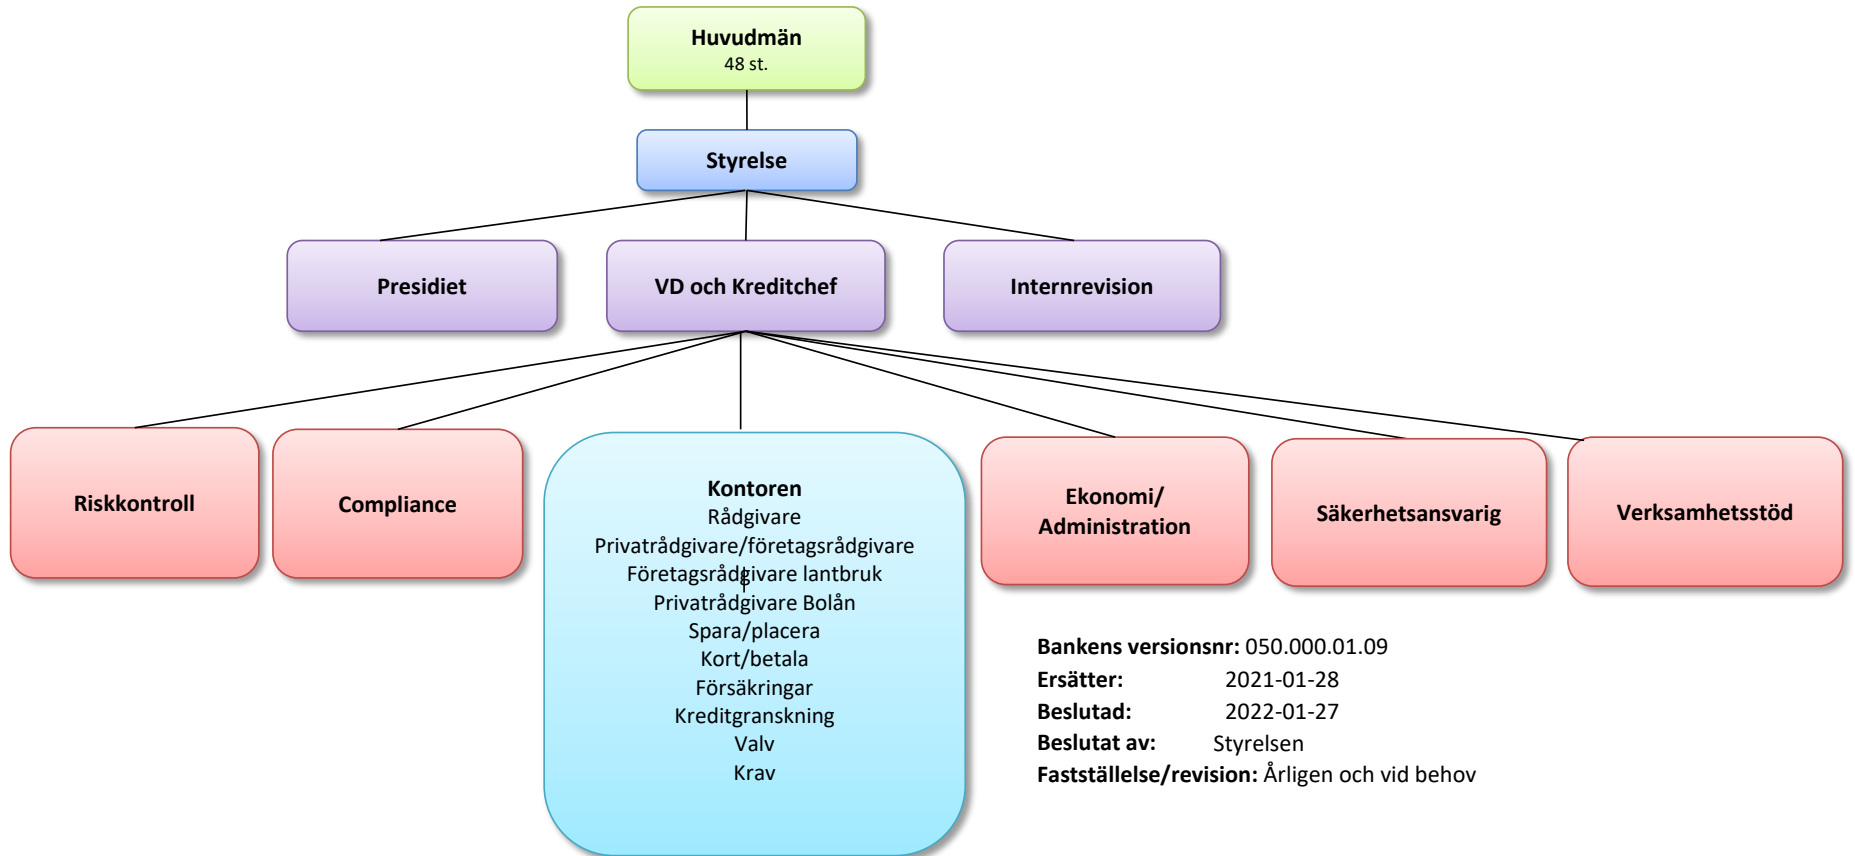 Huvudmän
48 st.
Styrelse
Presidiet
VD och Kreditchef
Internrevision
Riskkontroll
Compliance
Kontoren
Rådgivare
Privatrådgivare/företagsrådgivare
Företagsrådgivare lantbruk
Privatrådgivare Bolån
Spara/placera
Kort/betala
Försäkringar
Kreditgranskning
Valv
Krav
Ekonomi/
Administration
Säkerhetsansvarig
Verksamhetsstöd
Bankens versionsnr: 050.000.01.09
Ersätter: 2021-01-28
Beslutad: 2022-01-27
Beslutat av: Styrelsen
Fastställelse/revision: Årligen och vid behov